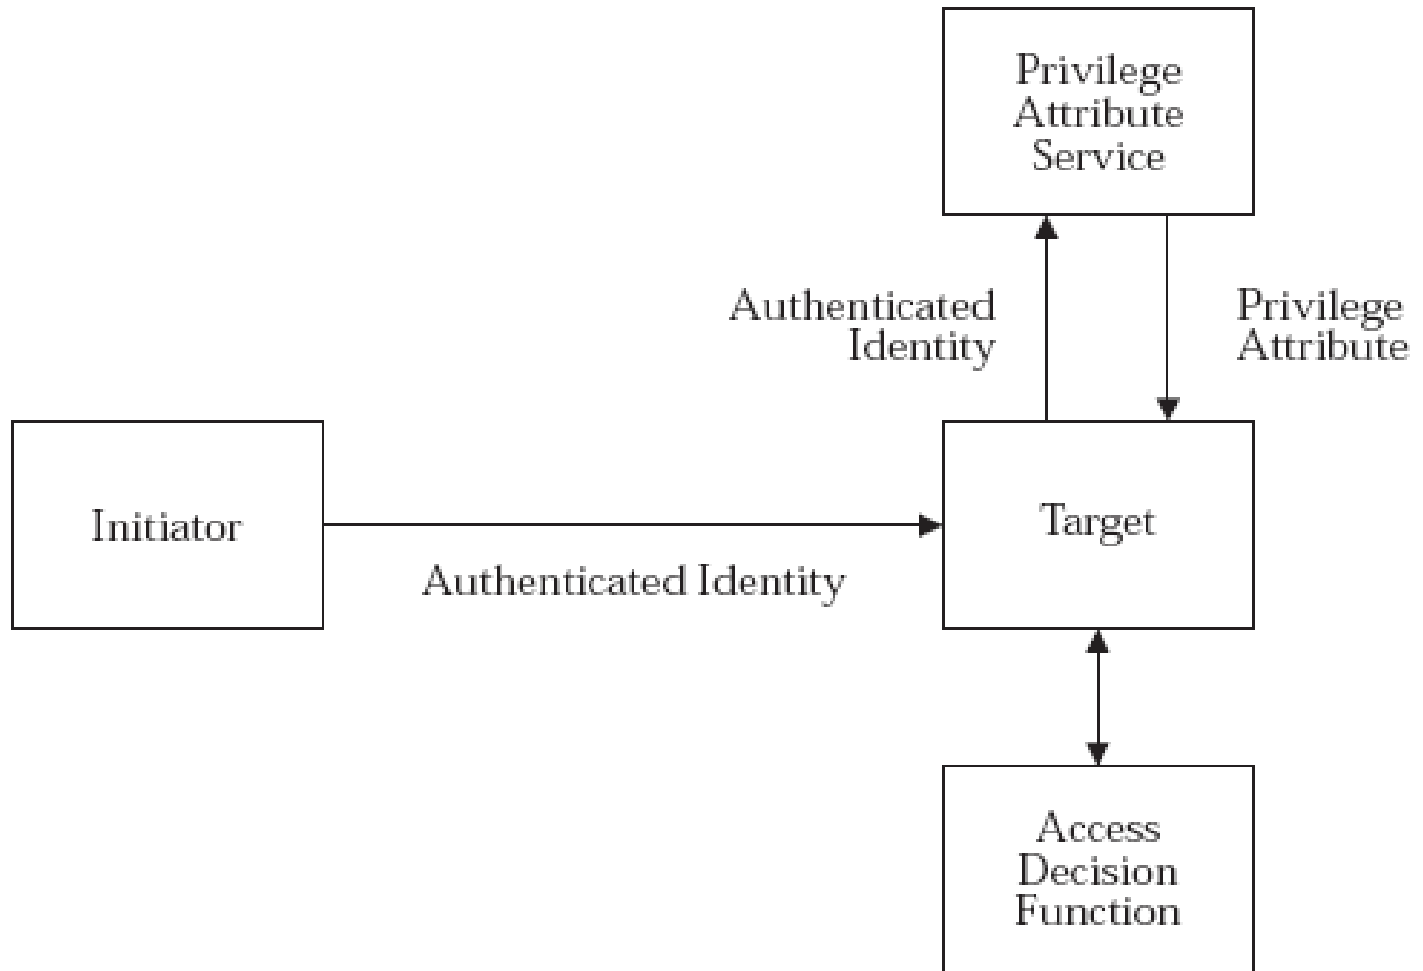 Privilege
Attribute
Service
Authenticated
Identity
Privilege
Attribute
Initiator
Target
Authenticated Identity
Access
Decision
Function